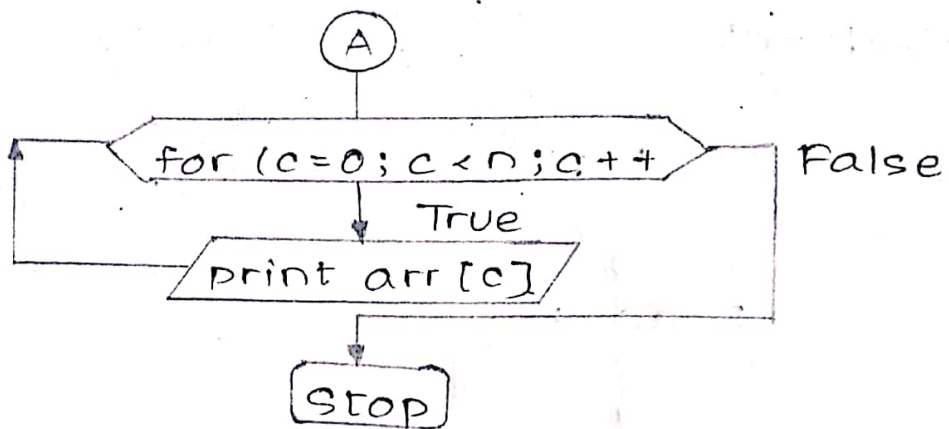 A
for (c=0; c<n; c++
False
True
print arr[c]
Stop